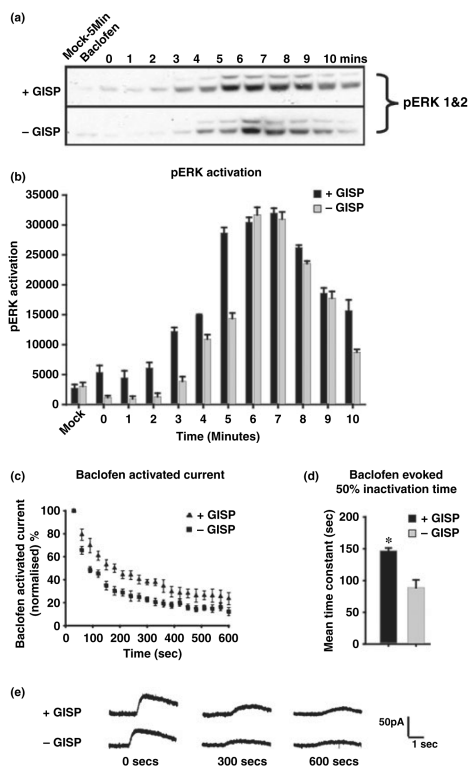 (a)
Mock-5Min
Baclofen
0 1 2 3 4 5 6 7 8 9 10 mins
+ GISP
– GISP
pERK 1&2
(b)
pERK activation
+ GISP
– GISP
pERK activation
35000
30000
25000
20000
15000
10000
5000
0
Mock 0 1 2 3 4 5 6 7 8 9 10
Time (Minutes)
(c)
Baclofen activated current
+ GISP
– GISP
Baclofen activated current
(normalised) %
100
80
60
40
20
0
0 100 200 300 400 500 600
Time (sec)
(d)
Baclofen evoked
50% inactivation time
+ GISP
– GISP
Mean time constant (sec)
200
150
100
50
0
*
(e)
+ GISP
– GISP
0 secs 300 secs 600 secs
50pA
1 sec